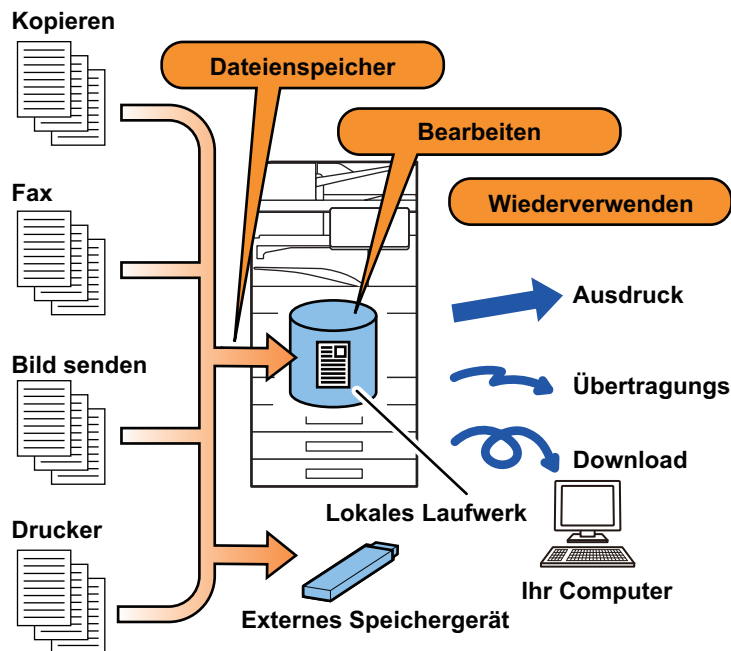 Kopieren
Dateienspeicher
Bearbeiten
Fax
Wiederverwenden
Ausdruck
Bild senden
Übertragungs
Download
Lokales Laufwerk
Drucker
Ihr Computer
Externes Speichergerät